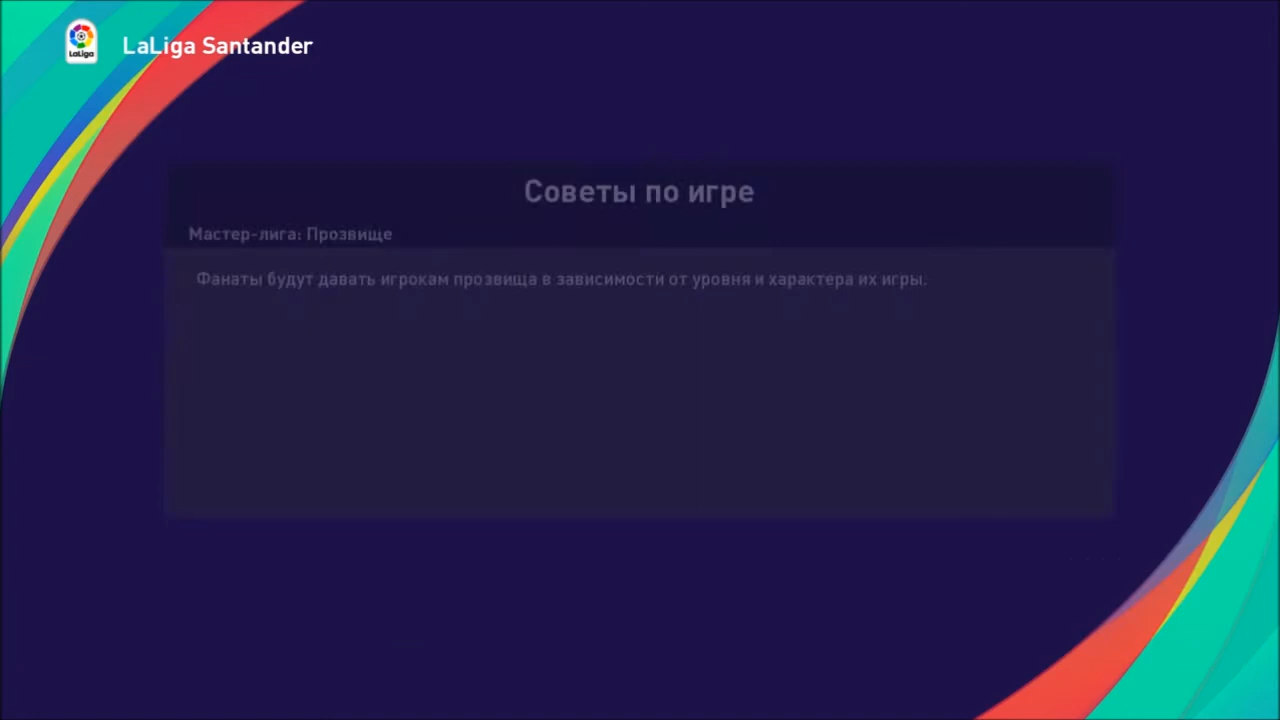 LaLiga
LaLiga Santander
Советы по игре
Мастер-лига: Прозвище
Фанаты будут давать игрокам прозвища в зависимости от уровня и характера их игры.